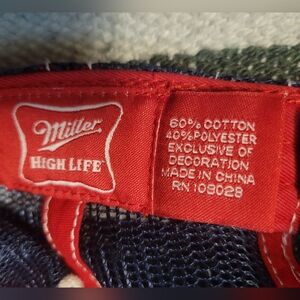 Miller
HIGH LIFE
60% COTTON
40% POLYESTER
EXCLUSIVE OF
DECORATION
MADE IN CHINA
RN 109028